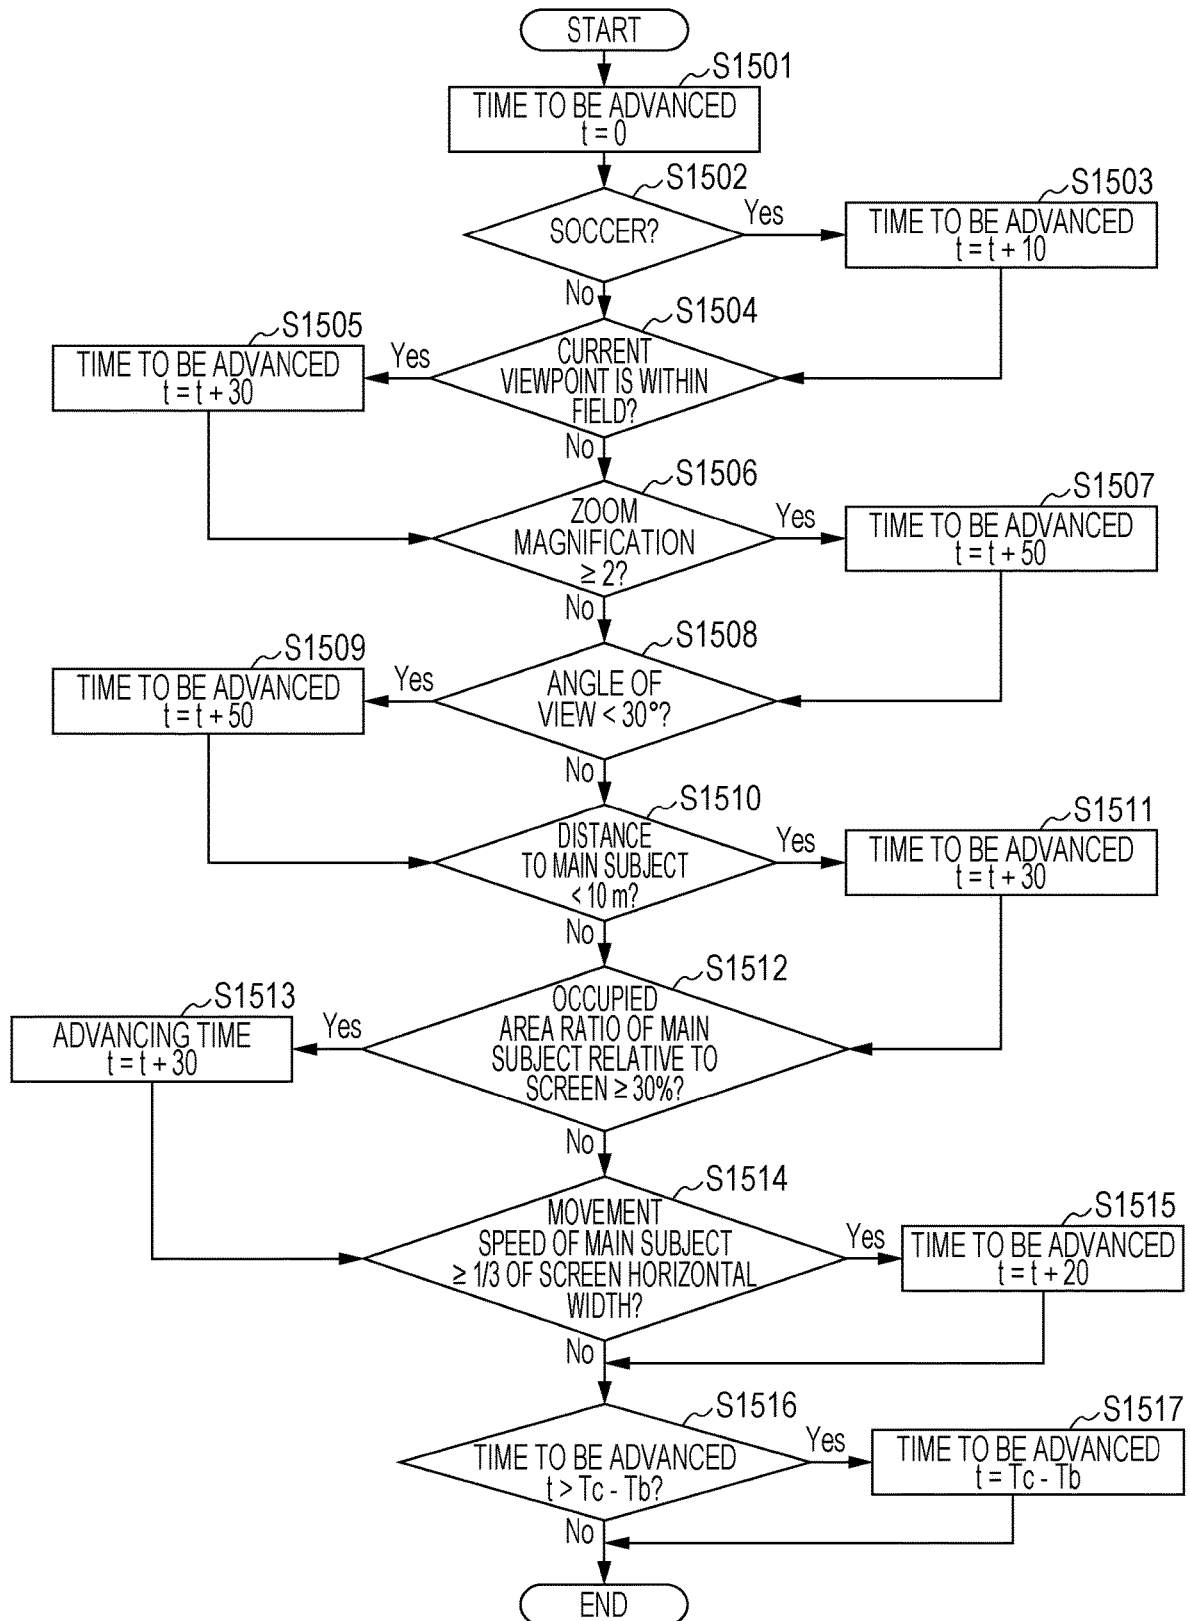 START
S1501
TIME TO BE ADVANCED
t = 0
S1502
SOCCER?
Yes
No
S1503
TIME TO BE ADVANCED
t = t + 10
S1504
CURRENT
VIEWPOINT IS WITHIN
FIELD?
Yes
No
S1505
TIME TO BE ADVANCED
t = t + 30
S1506
ZOOM
MAGNIFICATION
≥ 2?
Yes
No
S1507
TIME TO BE ADVANCED
t = t + 50
S1508
ANGLE OF
VIEW < 30°?
Yes
No
S1509
TIME TO BE ADVANCED
t = t + 50
S1510
DISTANCE
TO MAIN SUBJECT
< 10 m?
Yes
No
S1511
TIME TO BE ADVANCED
t = t + 30
S1512
OCCUPIED
AREA RATIO OF MAIN
SUBJECT RELATIVE TO
SCREEN ≥ 30%?
Yes
No
S1513
ADVANCING TIME
t = t + 30
S1514
MOVEMENT
SPEED OF MAIN SUBJECT
≥ 1/3 OF SCREEN HORIZONTAL
WIDTH?
Yes
No
S1515
TIME TO BE ADVANCED
t = t + 20
S1516
TIME TO BE ADVANCED
t > Tc - Tb?
Yes
No
S1517
TIME TO BE ADVANCED
t = Tc - Tb
END